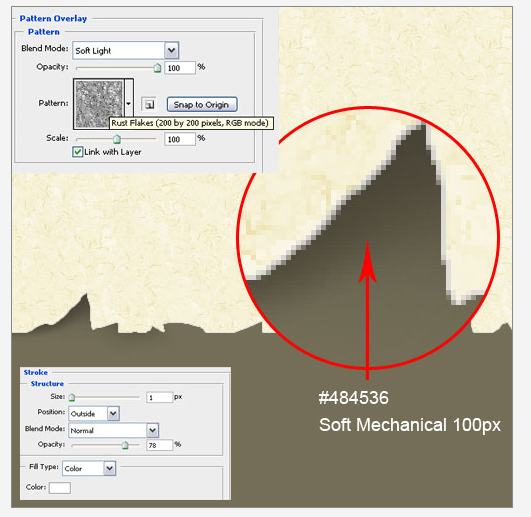 Pattern Overlay
Pattern
Blend Mode: Soft Light
Opacity: 100 %
Pattern: Snap to Origin
Rust Flakes (200 by 200 pixels, RGB mode)
Scale: 100 %
Link with Layer
Stroke
Structure
Size: 1 px
Position: Outside
Blend Mode: Normal
Opacity: 78 %
Fill Type: Color
Color:
#484536
Soft Mechanical 100px